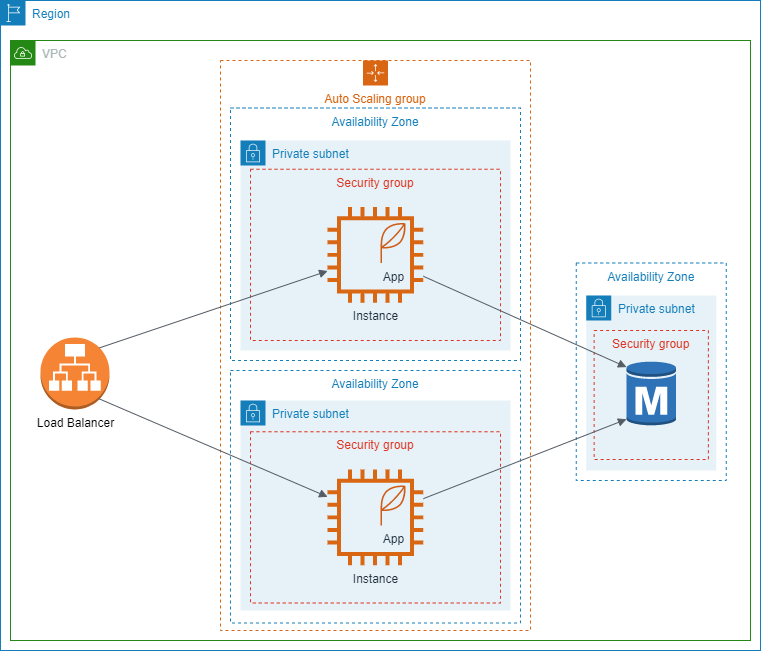 Region
VPC
Auto Scaling group
Availability Zone
Private subnet
Security group
App
Instance
Load Balancer
Availability Zone
Private subnet
Security group
App
Instance
Availability Zone
Private subnet
Security group
M